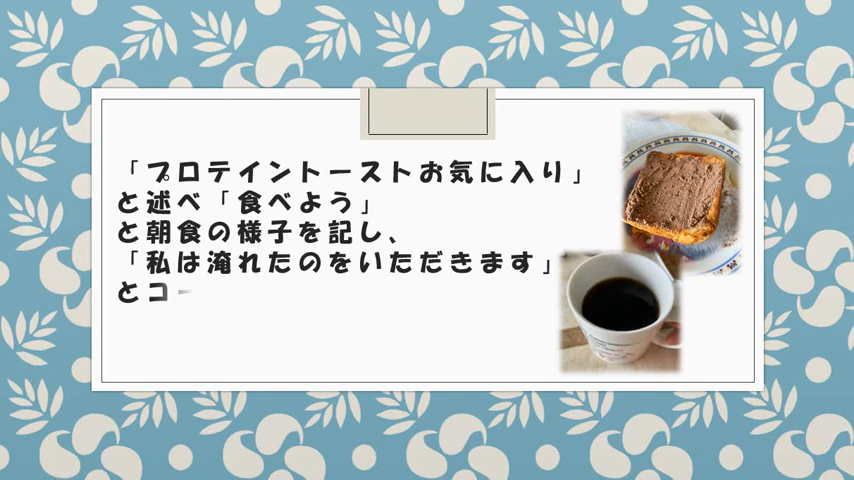 「プロテイントーストお気に入り」
と述べ「食べよう」
と朝食の様子を記し、
「私は淹れたのをいただきます」
とコー